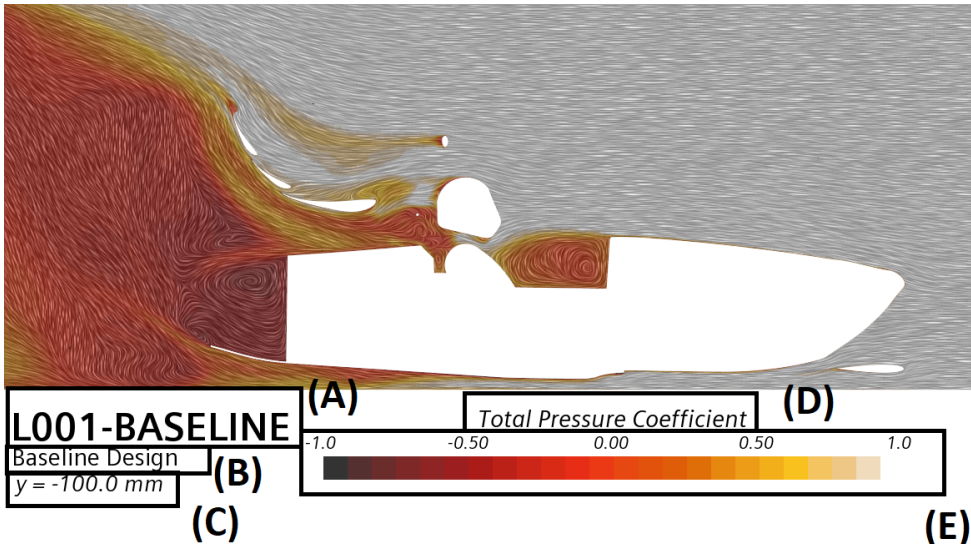 (A)
L001-BASELINE
Total Pressure Coefficient
(D)
-1.0 -0.50 0.00 0.50 1.0
Baseline Design
(B)
y = -100.0 mm
(C)
(E)